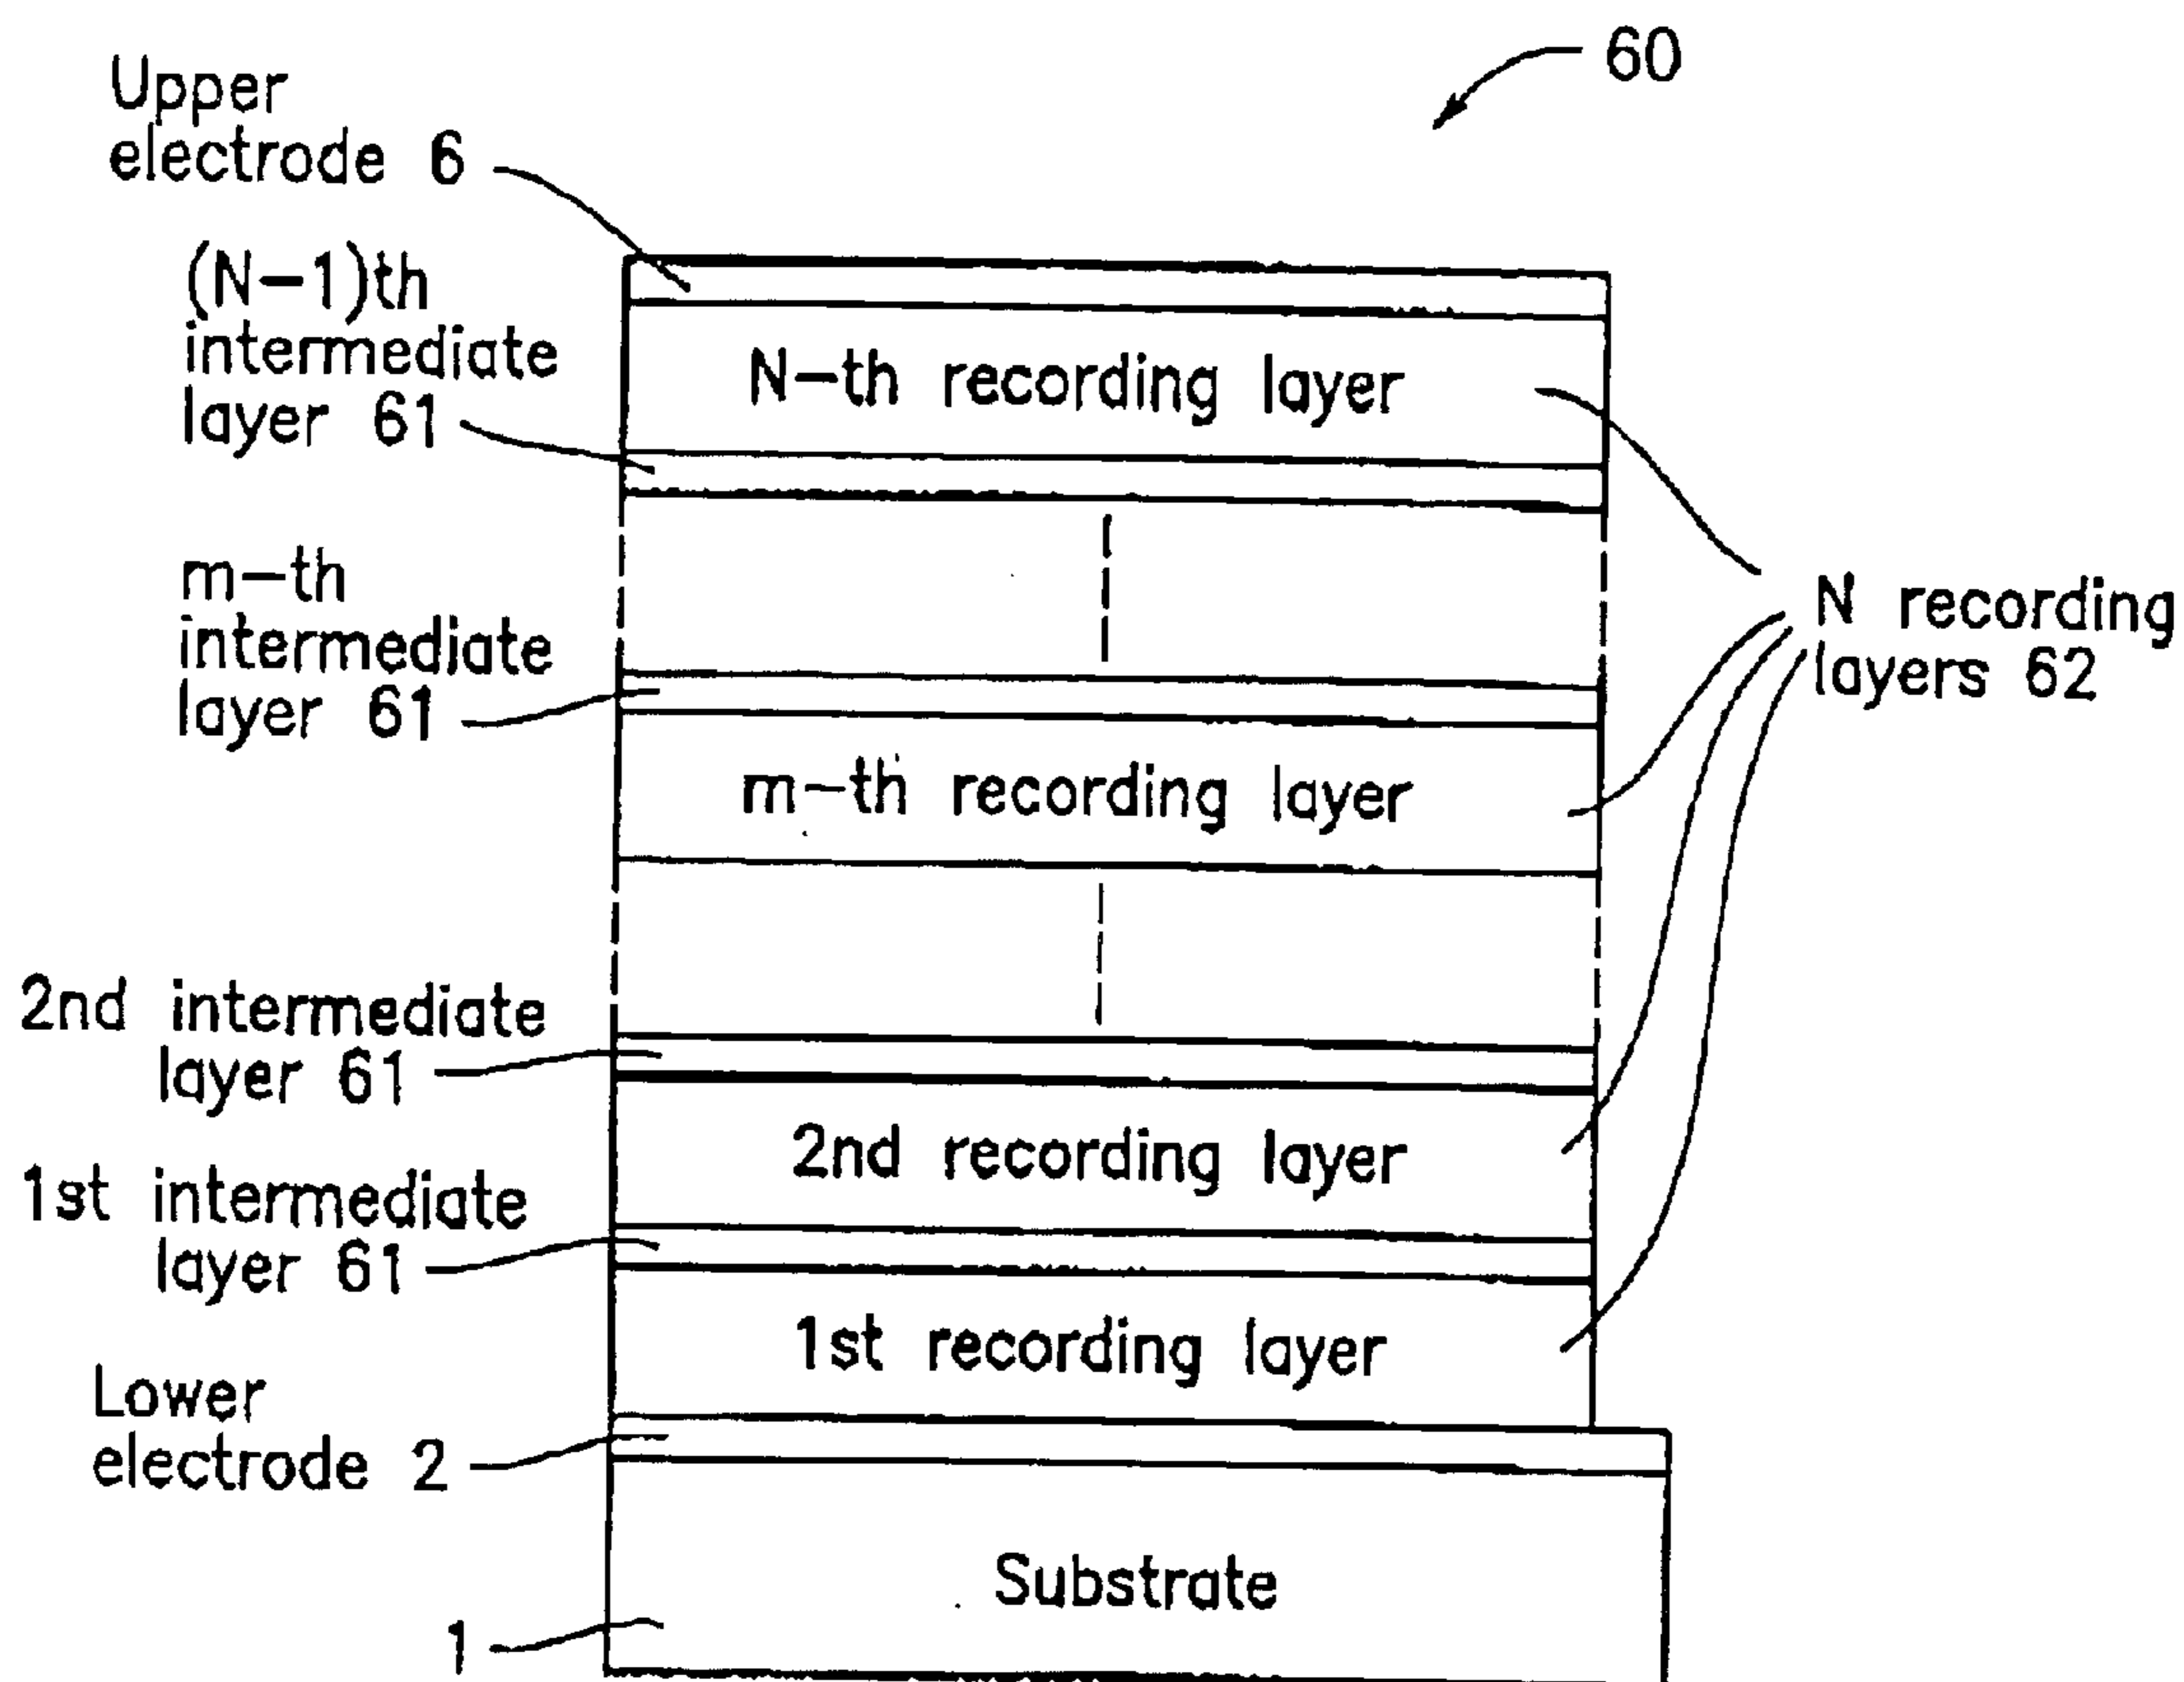 60
Upper
electrode 6
(N-1)th
intermediate
layer 61
N-th recording layer
m-th
intermediate
layer 61
N recording
layers 62
m-th recording layer
2nd intermediate
layer 61
2nd recording layer
1st intermediate
layer 61
1st recording layer
Lower
electrode 2
Substrate
1